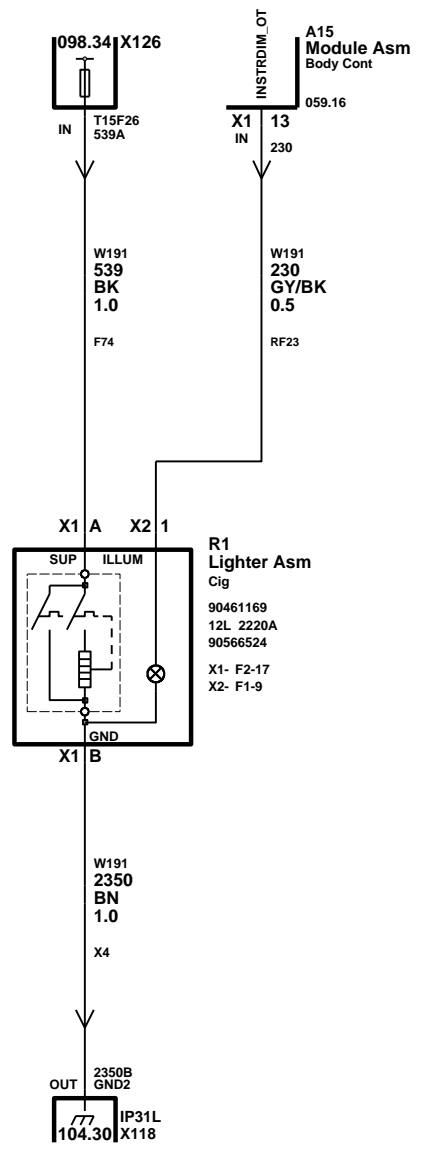 098.34 X126
T15F26
IN 539A
INSTRDIM_OT
A15
Module Asm
Body Cont
059.16
X1 13
IN 230
W191
539
BK
1.0
F74
W191
230
GY/BK
0.5
RF23
X1 A X2 1
SUP ILLUM
R1
Lighter Asm
Cig
90461169
12L 2220A
90566524
X1- F2-17
X2- F1-9
GND
X1 B
W191
2350
BN
1.0
X4
2350B
OUT GND2
IP31L
104.30 X118